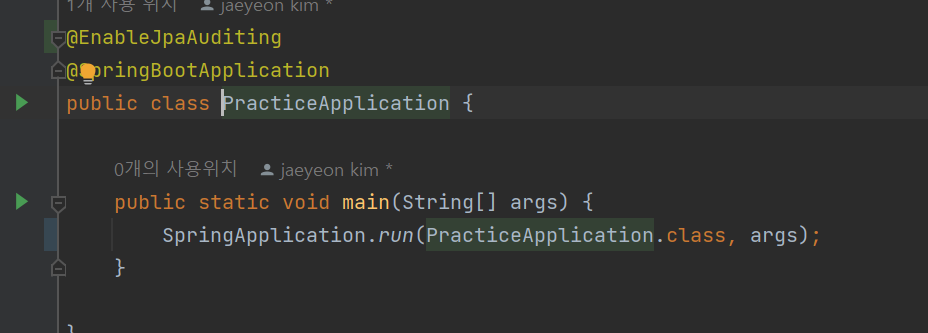 1개 사용 위치 jaeyeon kim *
@EnableJpaAuditing
@SpringBootApplication
public class PracticeApplication {
0개의 사용위치 jaeyeon kim *
public static void main(String[] args) {
SpringApplication.run(PracticeApplication.class, args);
}
}